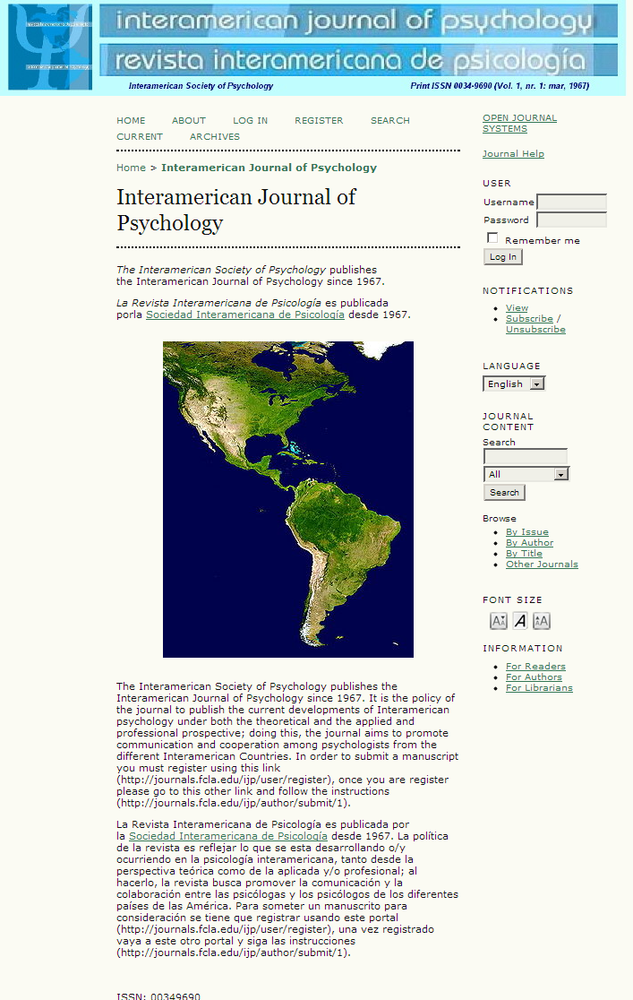 interamerican journal of psychology
revista interamericana de psicología
Interamerican Society of Psychology
Print ISSN 0034-9690 (Vol. 1, nr. 1: mar, 1967)
HOME ABOUT LOG IN REGISTER SEARCH
CURRENT ARCHIVES
Home > Interamerican Journal of Psychology
Interamerican Journal of
Psychology
The Interamerican Society of Psychology publishes
the Interamerican Journal of Psychology since 1967.
La Revista Interamericana de Psicología es publicada
porla Sociedad Interamericana de Psicología desde 1967.
The Interamerican Society of Psychology publishes the
Interamerican Journal of Psychology since 1967. It is the policy of
the journal to publish the current developments of Interamerican
psychology under both the theoretical and the applied and
professional prospective; doing this, the journal aims to promote
communication and cooperation among psychologists from the
different Interamerican Countries. In order to submit a manuscript
you must register using this link
(http://journals.fcla.edu/ijp/user/register), once you are register
please go to this other link and follow the instructions
(http://journals.fcla.edu/ijp/author/submit/1).
La Revista Interamericana de Psicología es publicada por
la Sociedad Interamericana de Psicología desde 1967. La política
de la revista es reflejar lo que se esta desarrollando o/y
ocurriendo en la psicología interamericana, tanto desde la
perspectiva teórica como de la aplicada y/o profesional; al
hacerlo, la revista busca promover la comunicación y la
colaboración entre las psicólogas y los psicólogos de los diferentes
países de las América. Para someter un manuscrito para
consideración se tiene que registrar usando este portal
(http://journals.fcla.edu/ijp/user/register), una vez registrado
vaya a este otro portal y siga las instrucciones
(http://journals.fcla.edu/ijp/author/submit/1).
ISSN: 00349690
OPEN JOURNAL
SYSTEMS
Journal Help
USER
Username
Password
Remember me
Log In
NOTIFICATIONS
View
Subscribe /
Unsubscribe
LANGUAGE
English
JOURNAL
CONTENT
Search
All
Search
Browse
By Issue
By Author
By Title
Other Journals
FONT SIZE
INFORMATION
For Readers
For Authors
For Librarians